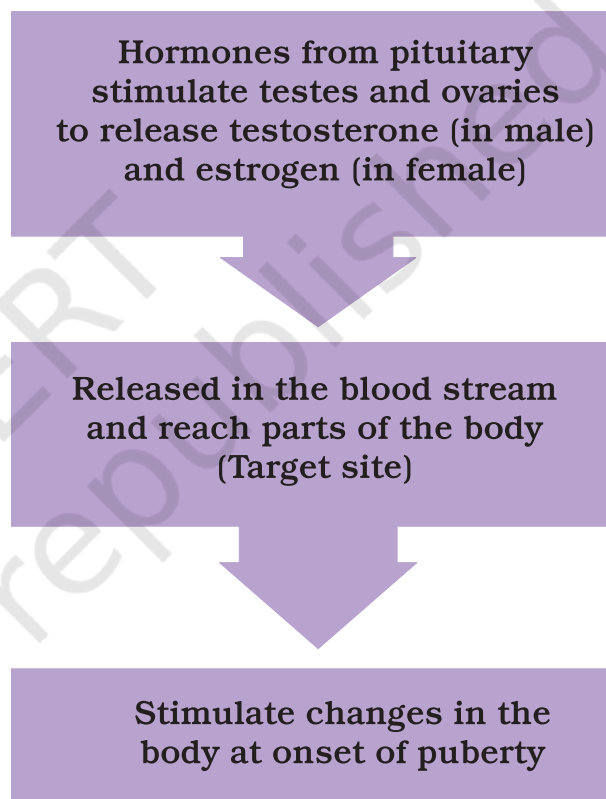 Hormones from pituitary
stimulate testes and ovaries
to release testosterone (in male)
and estrogen (in female)
Released in the blood stream
and reach parts of the body
(Target site)
Stimulate changes in the
body at onset of puberty
ERT
republished